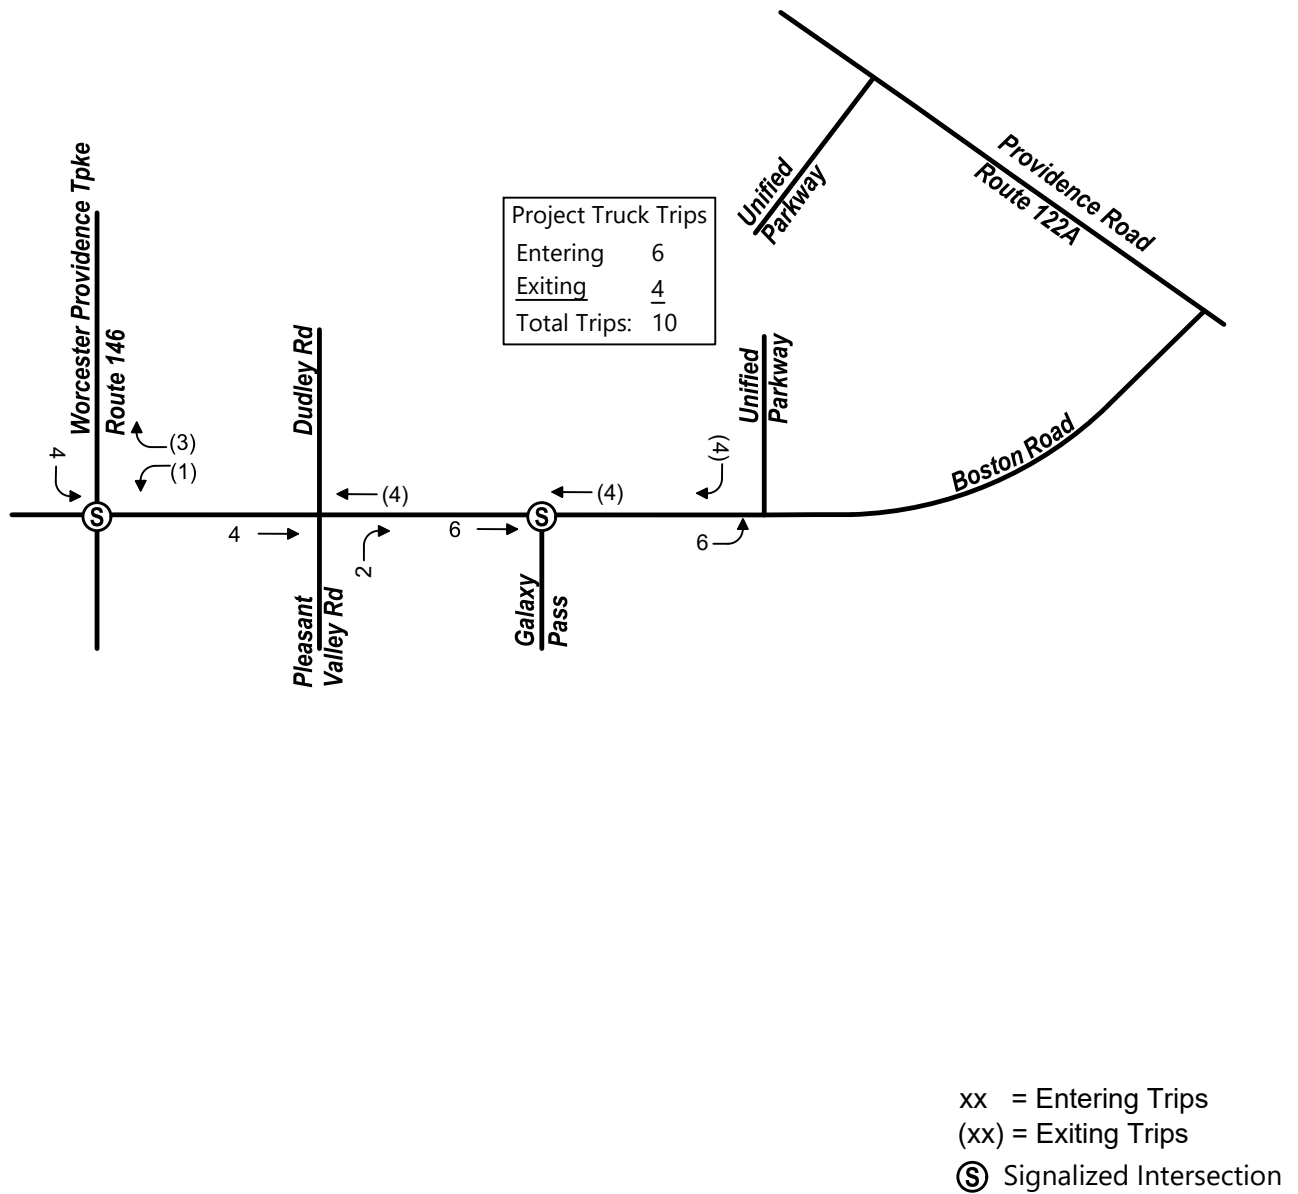 Providence Road
Route 122A
Unified
Parkway
Worcester Providence Tpke
Route 146
Project Truck Trips
Entering 6
Exiting 4
Total Trips: 10
Dudley Rd
Unified
Parkway
Boston Road
4
(3)
(1)
S
4
(4)
2
6
S
(4)
(4)
6
Pleasant
Valley Rd
Galaxy
Pass
xx = Entering Trips
(xx) = Exiting Trips
S Signalized Intersection